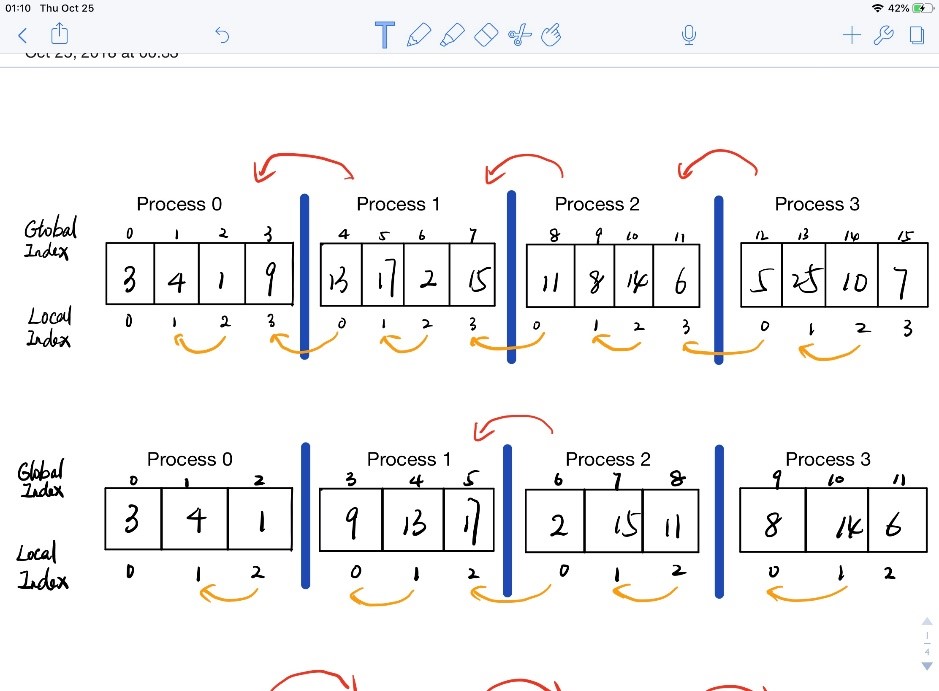 01:10 Thu Oct 25
42%
T
Oct 25, 2018 at 00:53
Process 0 Process 1 Process 2 Process 3
Global Index
0 1 2 3 4 5 6 7 8 9 10 11 12 13 14 15
3 4 1 9 13 17 2 15 11 8 14 6 5 25 10 7
Local Index
0 1 2 3 0 1 2 3 0 1 2 3 0 1 2 3
Process 0 Process 1 Process 2 Process 3
Global Index
0 1 2 3 4 5 6 7 8 9 10 11
3 4 1 9 13 17 2 15 11 8 14 6
Local Index
0 1 2 0 1 2 0 1 2 0 1 2
1
4